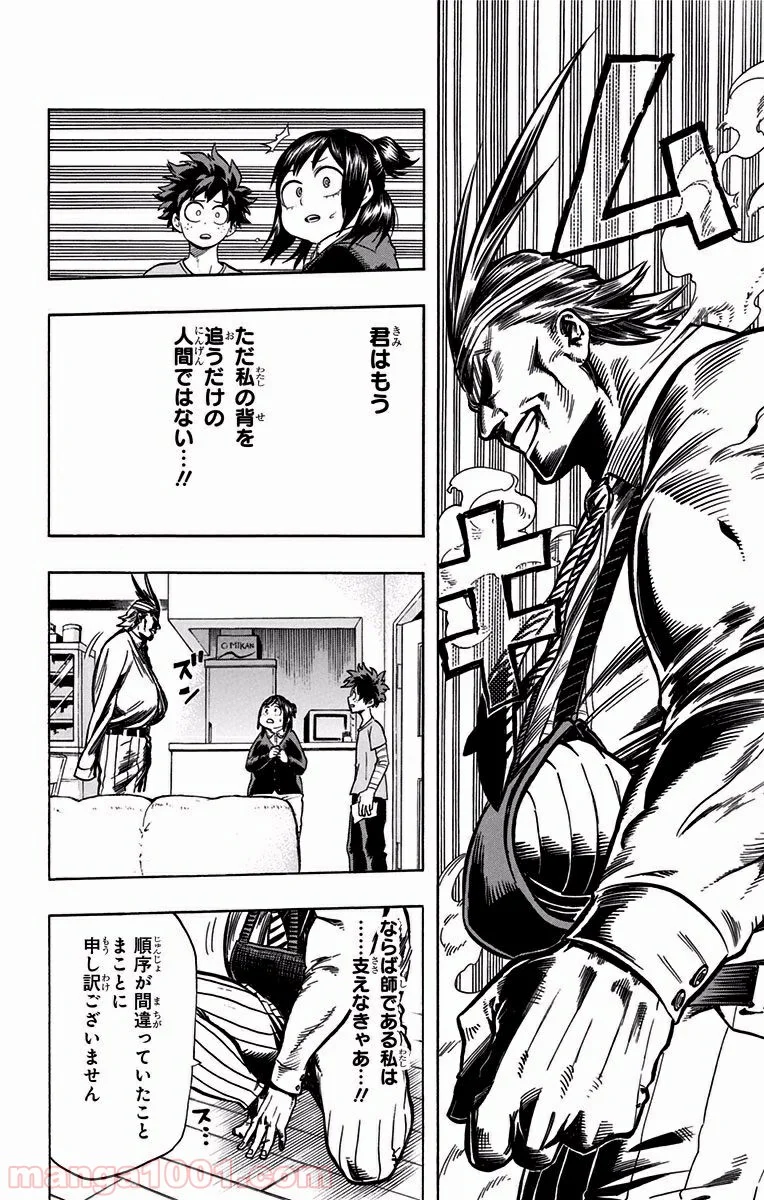 ムキ
君はもう
ただ私の背を
追うだけの
人間ではない…!!
C.MIKAN
ズン
ならば師である私は
……支えなきゃあ…!!
順序が間違っていたこと
まことに
申し訳ございません
ス…
manga1001.com